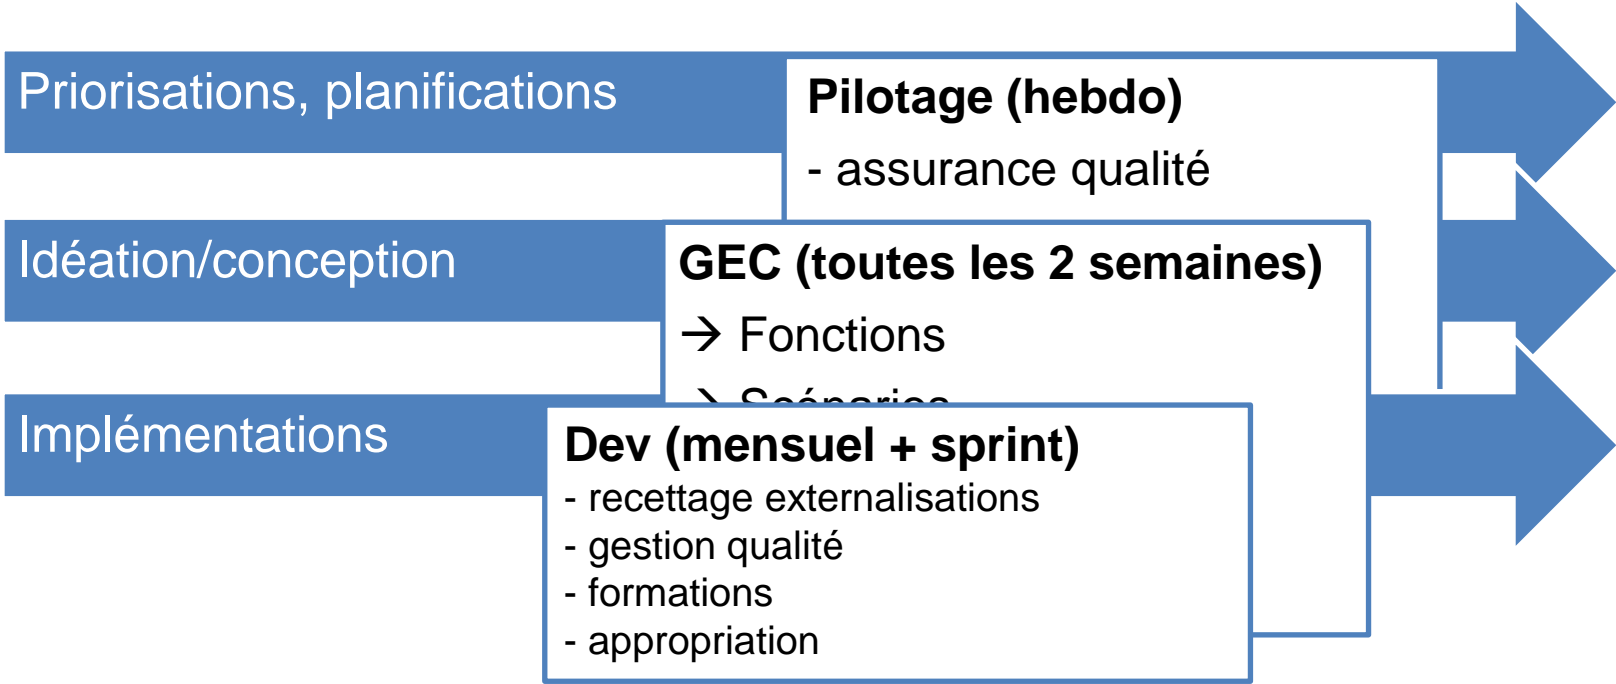 Priorisations, planifications
Pilotage (hebdo)
- assurance qualité
Idéation/conception
GEC (toutes les 2 semaines)
→ Fonctions
→ Scénarios
Implémentations
Dev (mensuel + sprint)
- recettage externalisations
- gestion qualité
- formations
- appropriation